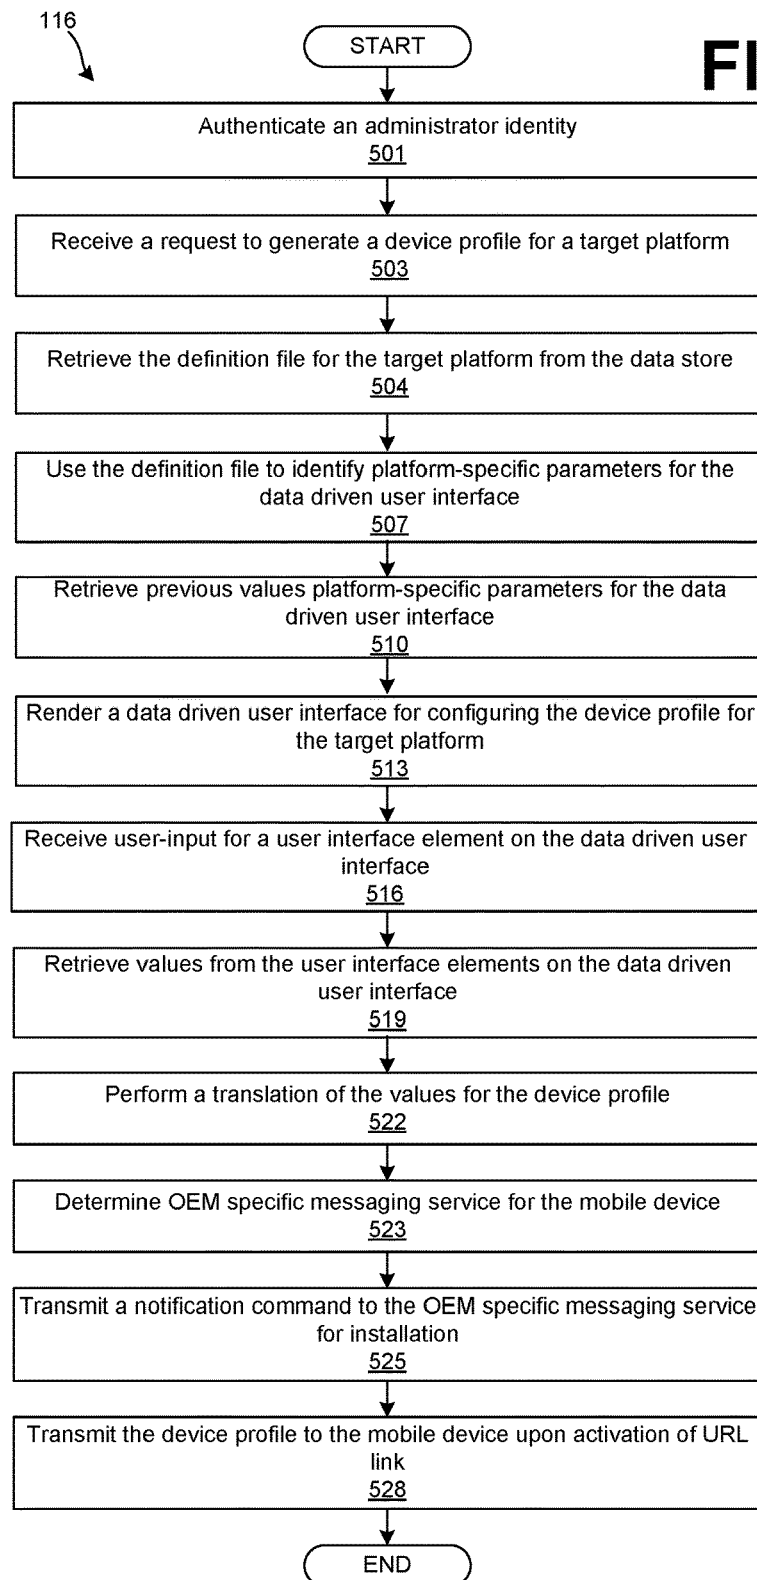 116
START
FI
Authenticate an administrator identity
501
Receive a request to generate a device profile for a target platform
503
Retrieve the definition file for the target platform from the data store
504
Use the definition file to identify platform-specific parameters for the
data driven user interface
507
Retrieve previous values platform-specific parameters for the data
driven user interface
510
Render a data driven user interface for configuring the device profile for
the target platform
513
Receive user-input for a user interface element on the data driven user
interface
516
Retrieve values from the user interface elements on the data driven
user interface
519
Perform a translation of the values for the device profile
522
Determine OEM specific messaging service for the mobile device
523
Transmit a notification command to the OEM specific messaging service
for installation
525
Transmit the device profile to the mobile device upon activation of URL
link
528
END